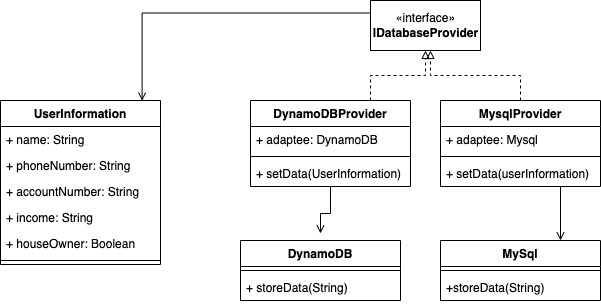 «interface»
IDatabaseProvider
UserInformation
+ name: String
+ phoneNumber: String
+ accountNumber: String
+ income: String
+ houseOwner: Boolean
DynamoDBProvider
+ adaptee: DynamoDB
+ setData(UserInformation)
MysqlProvider
+ adaptee: Mysql
+ setData(userInformation)
DynamoDB
+ storeData(String)
MySql
+storeData(String)